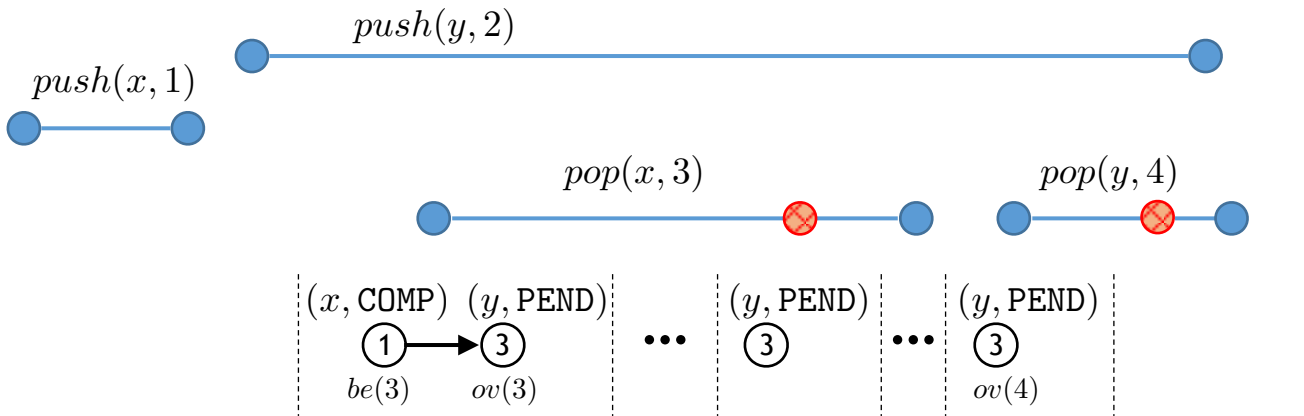 push(y, 2)
push(x, 1)
pop(x, 3) pop(y, 4)
(x, COMP) (y, PEND) (y, PEND) (y, PEND)
1 3 ••• 3 ••• 3
be(3) ov(3) ov(4)